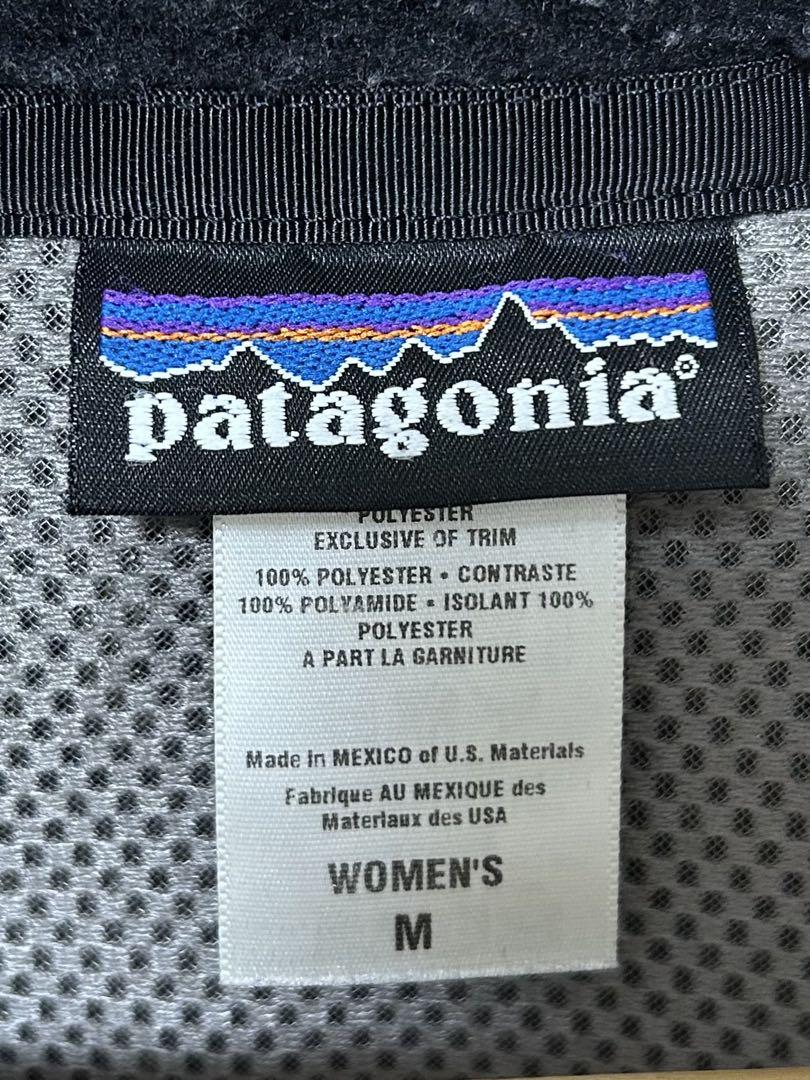 patagonia®
POLYESTER
EXCLUSIVE OF TRIM
100% POLYESTER • CONTRASTE
100% POLYAMIDE • ISOLANT 100%
POLYESTER
A PART LA GARNITURE
Made in MEXICO of U.S. Materials
Fabrique AU MEXIQUE des
Materiaux des USA
WOMEN'S
M